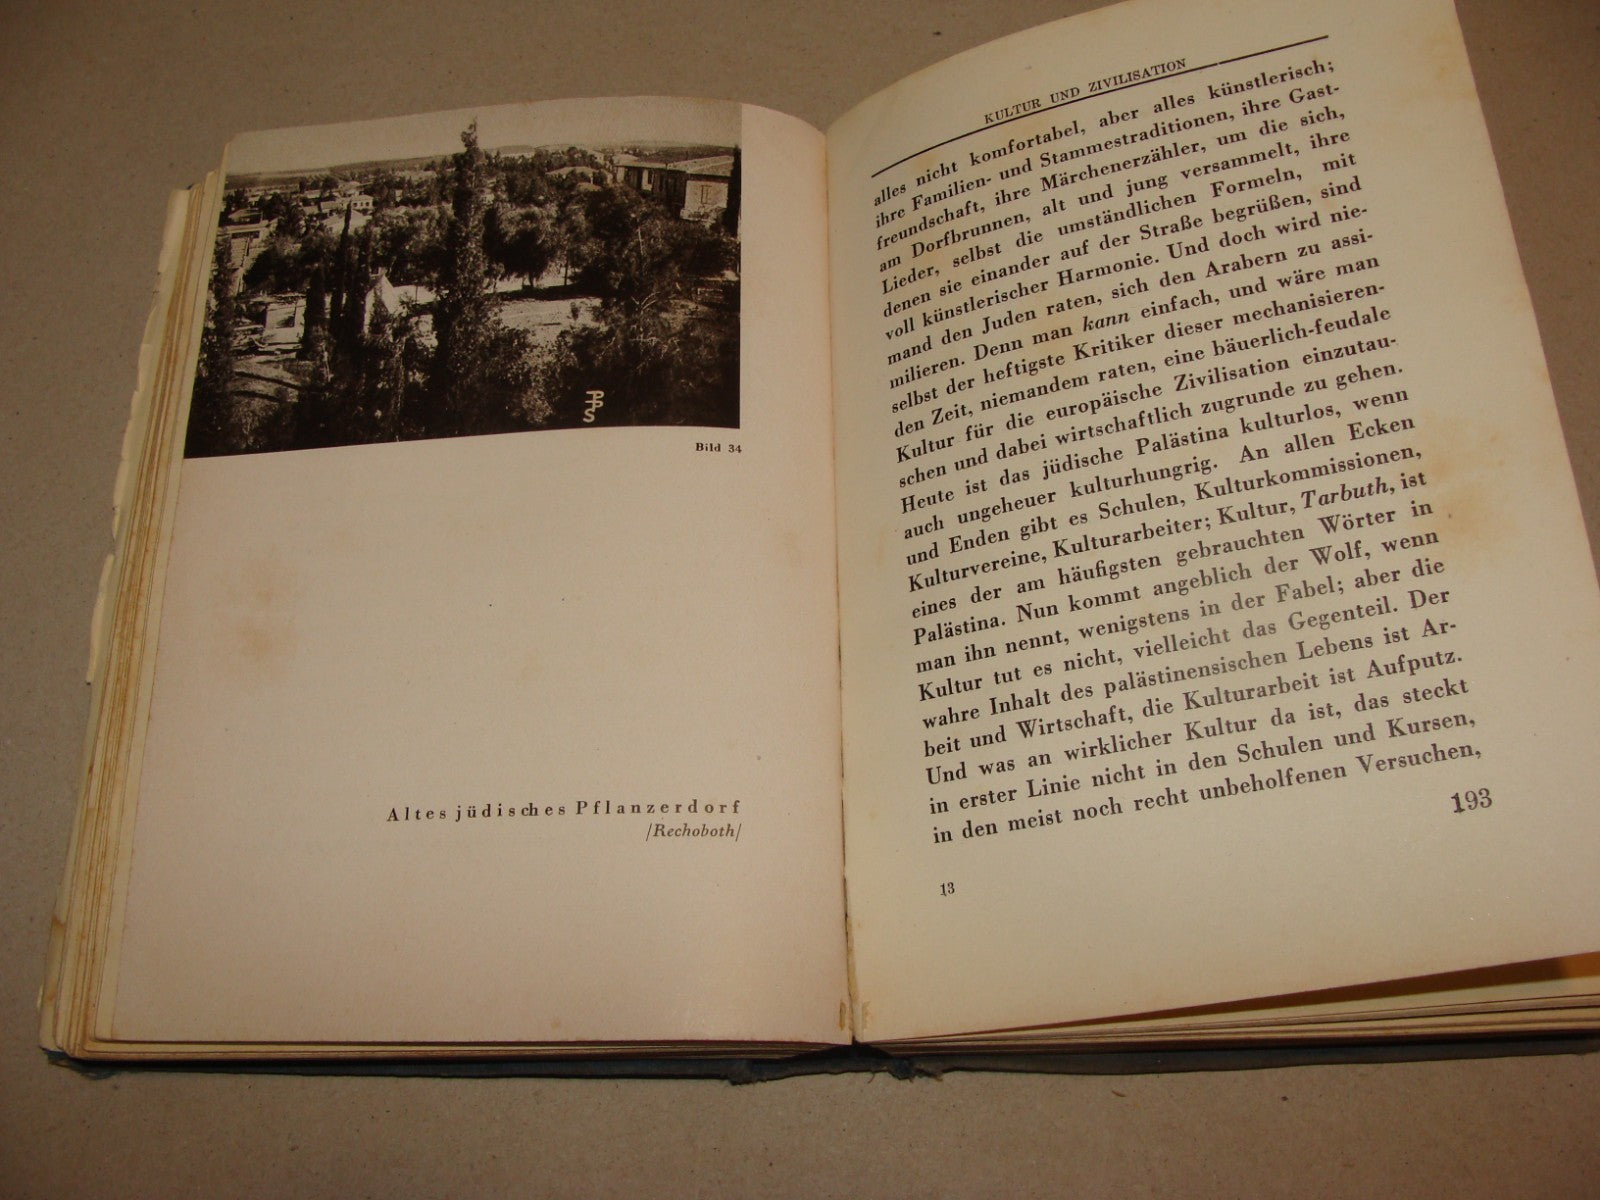 Bild 34
Altes jüdisches Pflanzerdorf
/Rechoboth/
KULTUR UND ZIVILISATION
alles nicht komfortabel, aber alles künstlerisch;
ihre Familien- und Stammestraditionen, ihre Gast-
freundschaft, ihre Märchenerzähler, um die sich,
am Dorfbrunnen, alt und jung versammelt, ihre
Lieder, selbst die umständlichen Formeln, mit
denen sie einander auf der Straße begrüßen, sind
voll künstlerischer Harmonie. Und doch wird nie-
mand den Juden raten, sich den Arabern zu assi-
milieren. Denn man kann einfach, und wäre man
selbst der heftigste Kritiker dieser mechanisieren-
den Zeit, niemandem raten, eine bäuerlich-feudale
Kultur für die europäische Zivilisation einzutau-
schen und dabei wirtschaftlich zugrunde zu gehen.
Heute ist das jüdische Palästina kulturlos, wenn
auch ungeheuer kulturhungrig. An allen Ecken
und Enden gibt es Schulen, Kulturkommissionen,
Kulturvereine, Kulturarbeiter; Kultur, Tarbuth, ist
eines der am häufigsten gebrauchten Wörter in
Palästina. Nun kommt angeblich der Wolf, wenn
man ihn nennt, wenigstens in der Fabel; aber die
Kultur tut es nicht, vielleicht das Gegenteil. Der
wahre Inhalt des palästinensischen Lebens ist Ar-
beit und Wirtschaft, die Kulturarbeit ist Aufputz.
Und was an wirklicher Kultur da ist, das steckt
in erster Linie nicht in den Schulen und Kursen,
in den meist noch recht unbeholfenen Versuchen,
193
13